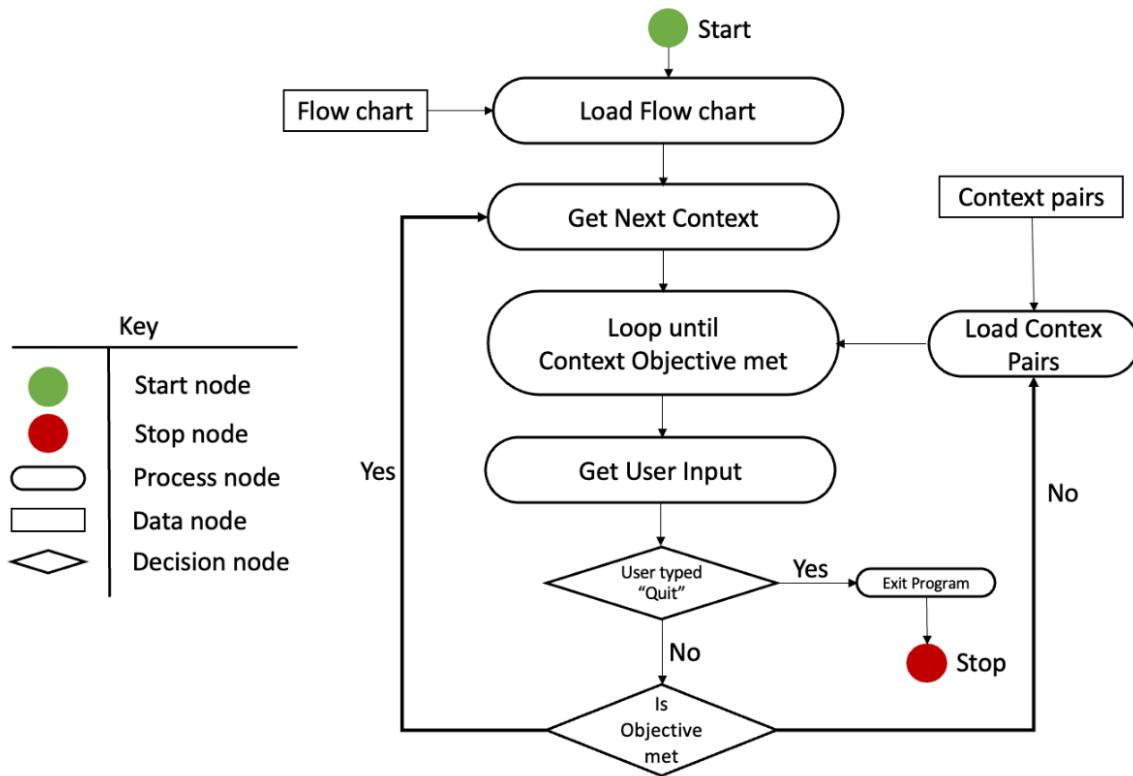 Start
Flow chart
Load Flow chart
Get Next Context
Context pairs
Loop until
Context Objective met
Load Contex
Pairs
Key
Start node
Stop node
Process node
Data node
Decision node
Yes
Get User Input
No
User typed
“Quit”
Yes
Exit Program
No
Stop
Is
Objective
met